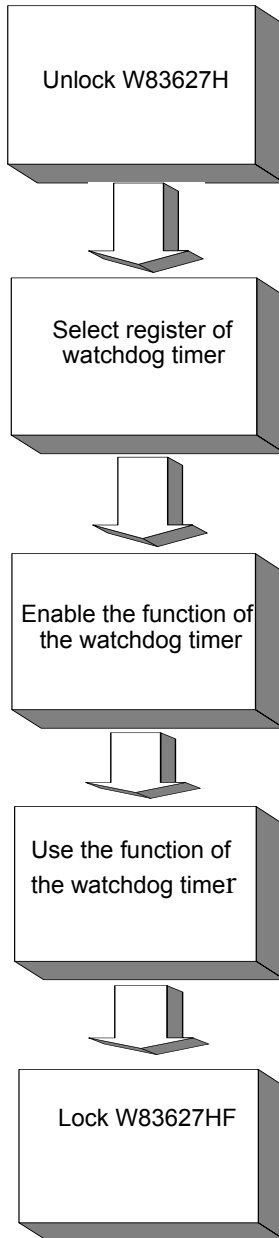 Unlock W83627H
Select register of
watchdog timer
Enable the function of
the watchdog timer
Use the function of
the watchdog timer
Lock W83627HF